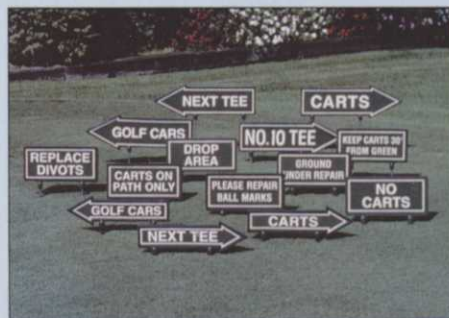 NEXT TEE
CARTS
GOLF CARS
NO.10 TEE
KEEP CARTS 30'
FROM GREEN
DROP
AREA
REPLACE
DIVOTS
GROUND
UNDER REPAIR
CARTS ON
PATH ONLY
PLEASE REPAIR
BALL MARKS
NO
CARTS
GOLF CARS
CARTS
NEXT TEE